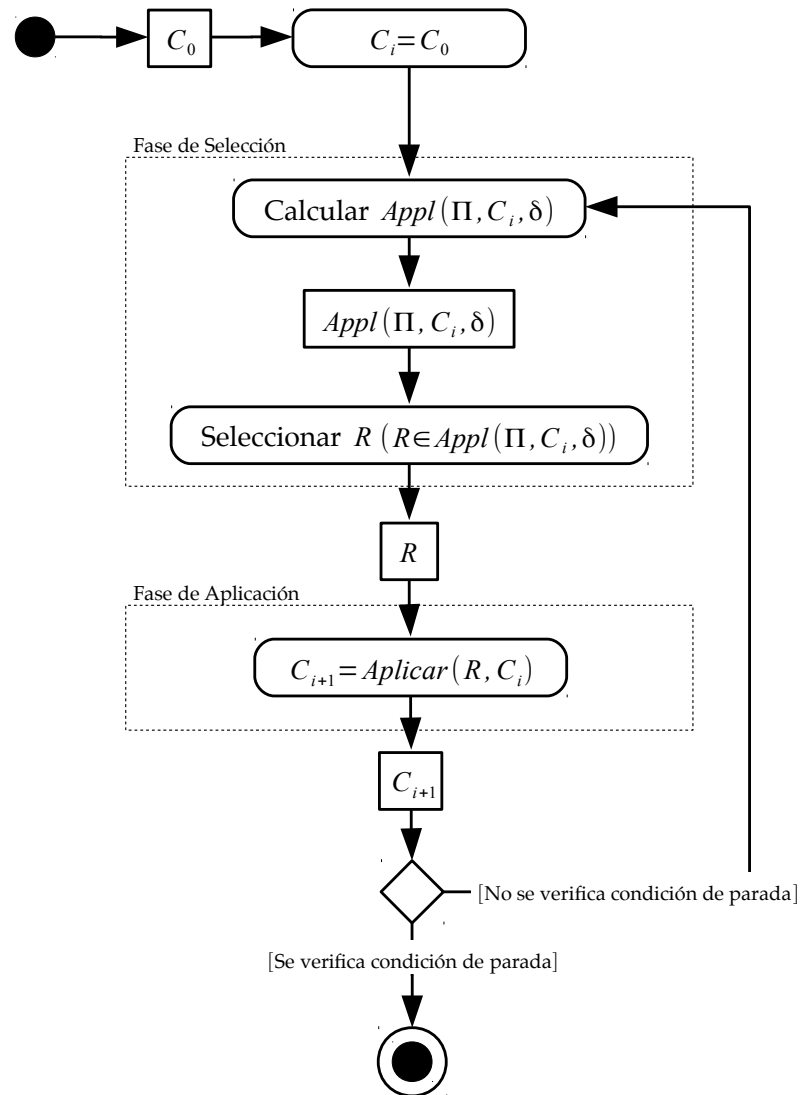 C₀
Cᵢ=C₀
Fase de Selección
Calcular Appl(Π,Cᵢ,δ)
Appl(Π,Cᵢ,δ)
Seleccionar R (R∈Appl(Π,Cᵢ,δ))
R
Fase de Aplicación
Cᵢ₊₁=Aplicar(R,Cᵢ)
Cᵢ₊₁
[No se verifica condición de parada]
[Se verifica condición de parada]